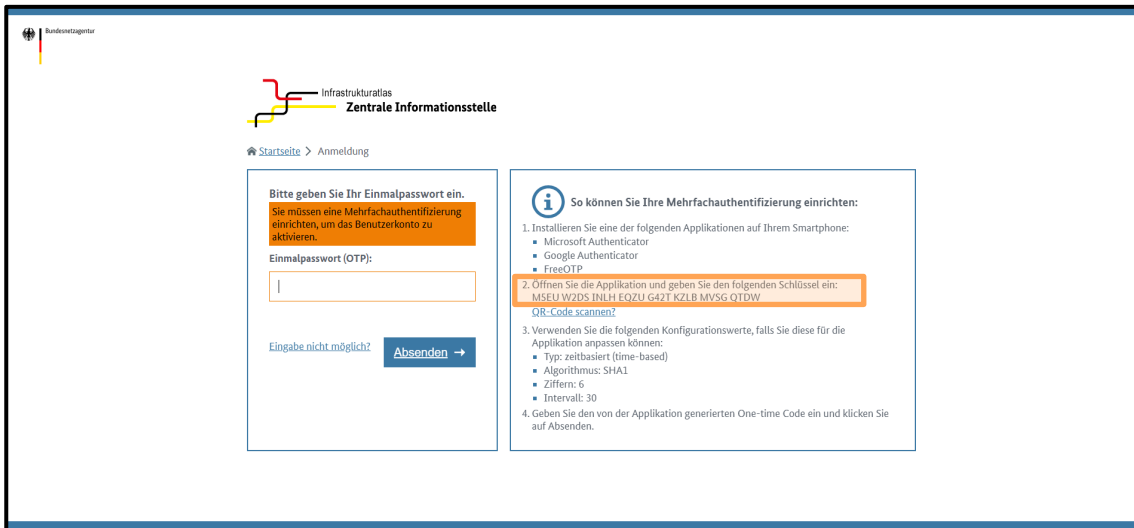 Bundesnetzagentur
Infrastrukturatlas
Zentrale Informationsstelle
Startseite > Anmeldung
Bitte geben Sie Ihr Einmalpasswort ein.
Sie müssen eine Mehrfachauthentifizierung
einrichten, um das Benutzerkonto zu
aktivieren.
Einmalpasswort (OTP):
Eingabe nicht möglich?
Absenden →
So können Sie Ihre Mehrfachauthentifizierung einrichten:
1. Installieren Sie eine der folgenden Applikationen auf Ihrem Smartphone:
▪ Microsoft Authenticator
▪ Google Authenticator
▪ FreeOTP
2. Öffnen Sie die Applikation und geben Sie den folgenden Schlüssel ein:
M5EU W2DS INLH EQZU G42T KZLB MVSG QTDW
QR-Code scannen?
3. Verwenden Sie die folgenden Konfigurationswerte, falls Sie diese für die
Applikation anpassen können:
▪ Typ: zeitbasiert (time-based)
▪ Algorithmus: SHA1
▪ Ziffern: 6
▪ Intervall: 30
4. Geben Sie den von der Applikation generierten One-time Code ein und klicken Sie
auf Absenden.